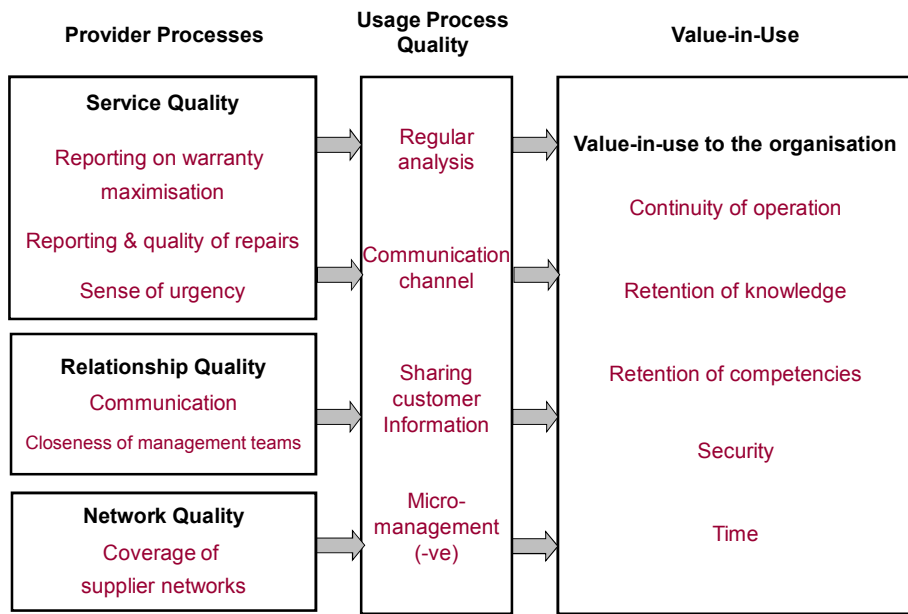 Provider Processes
Usage Process
Quality
Value-in-Use
Service Quality
Reporting on warranty
maximisation
Reporting & quality of repairs
Sense of urgency
Relationship Quality
Communication
Closeness of management teams
Network Quality
Coverage of
supplier networks
Regular
analysis
Communication
channel
Sharing
customer
Information
Micro-
management
(-ve)
Value-in-use to the organisation
Continuity of operation
Retention of knowledge
Retention of competencies
Security
Time